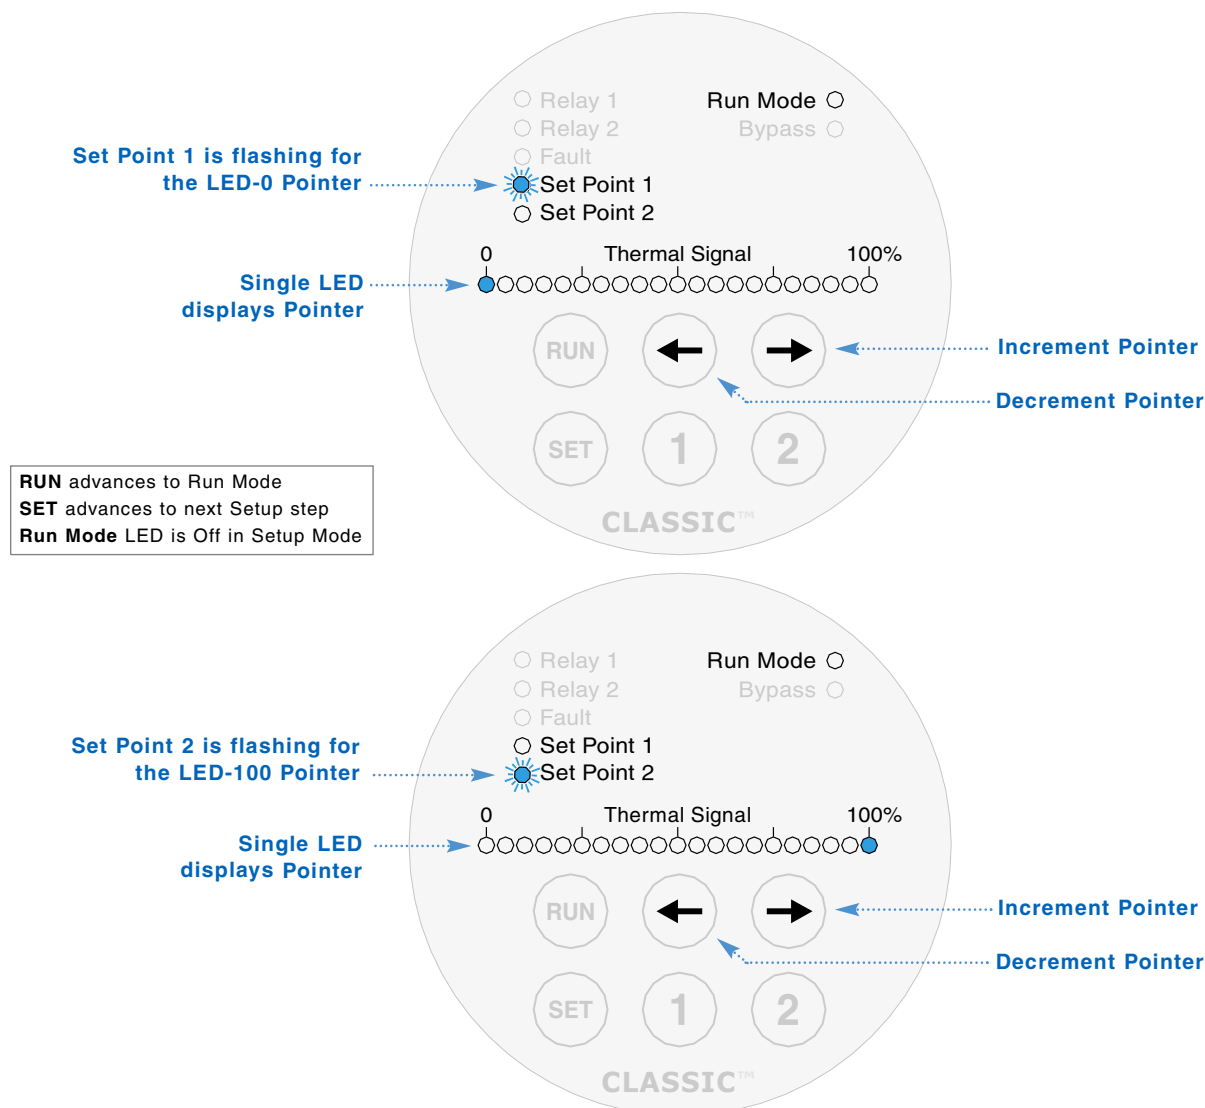 Relay 1
Run Mode
Relay 2
Bypass
Fault
Set Point 1 is flashing for
the LED-0 Pointer
Set Point 1
Set Point 2
0 Thermal Signal 100%
Single LED
displays Pointer
RUN
Increment Pointer
Decrement Pointer
SET 1 2
RUN advances to Run Mode
SET advances to next Setup step
Run Mode LED is Off in Setup Mode
CLASSIC™
Relay 1
Run Mode
Relay 2
Bypass
Fault
Set Point 2 is flashing for
the LED-100 Pointer
Set Point 1
Set Point 2
0 Thermal Signal 100%
Single LED
displays Pointer
RUN
Increment Pointer
Decrement Pointer
SET 1 2
CLASSIC™